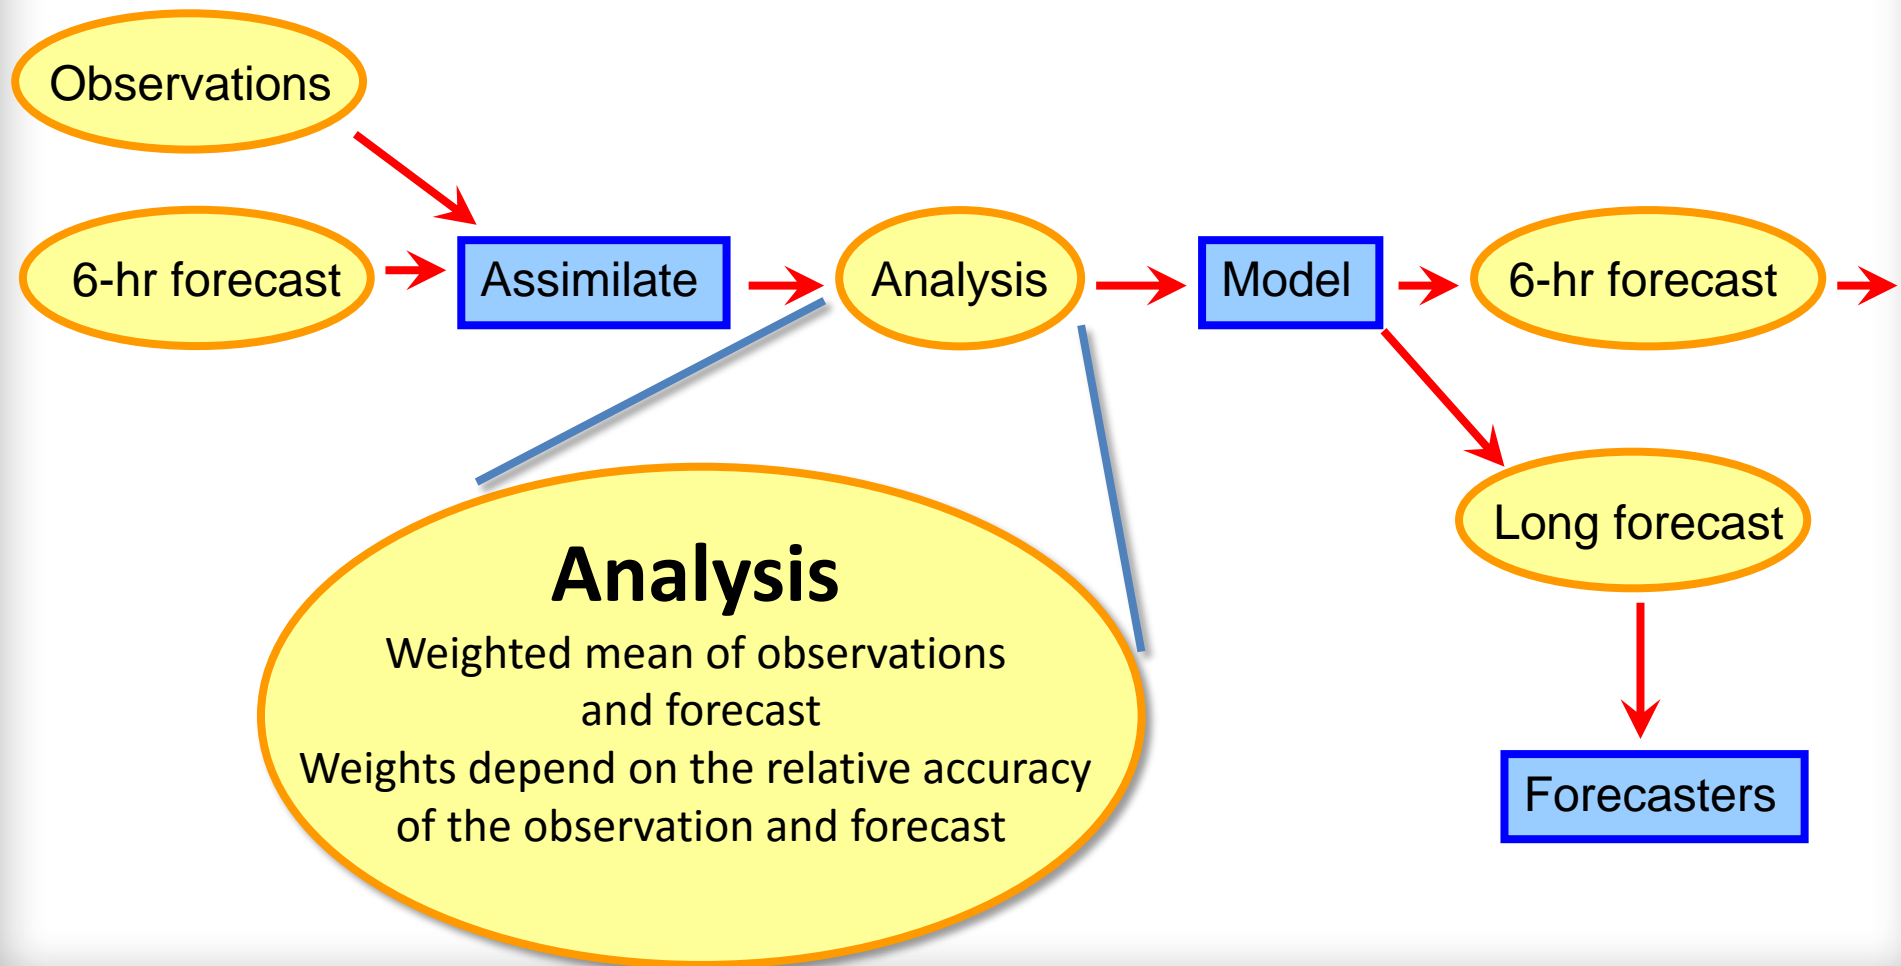 Observations
6-hr forecast
Assimilate
Analysis
Model
6-hr forecast
Long forecast
Forecasters
Analysis
Weighted mean of observations
and forecast
Weights depend on the relative accuracy
of the observation and forecast